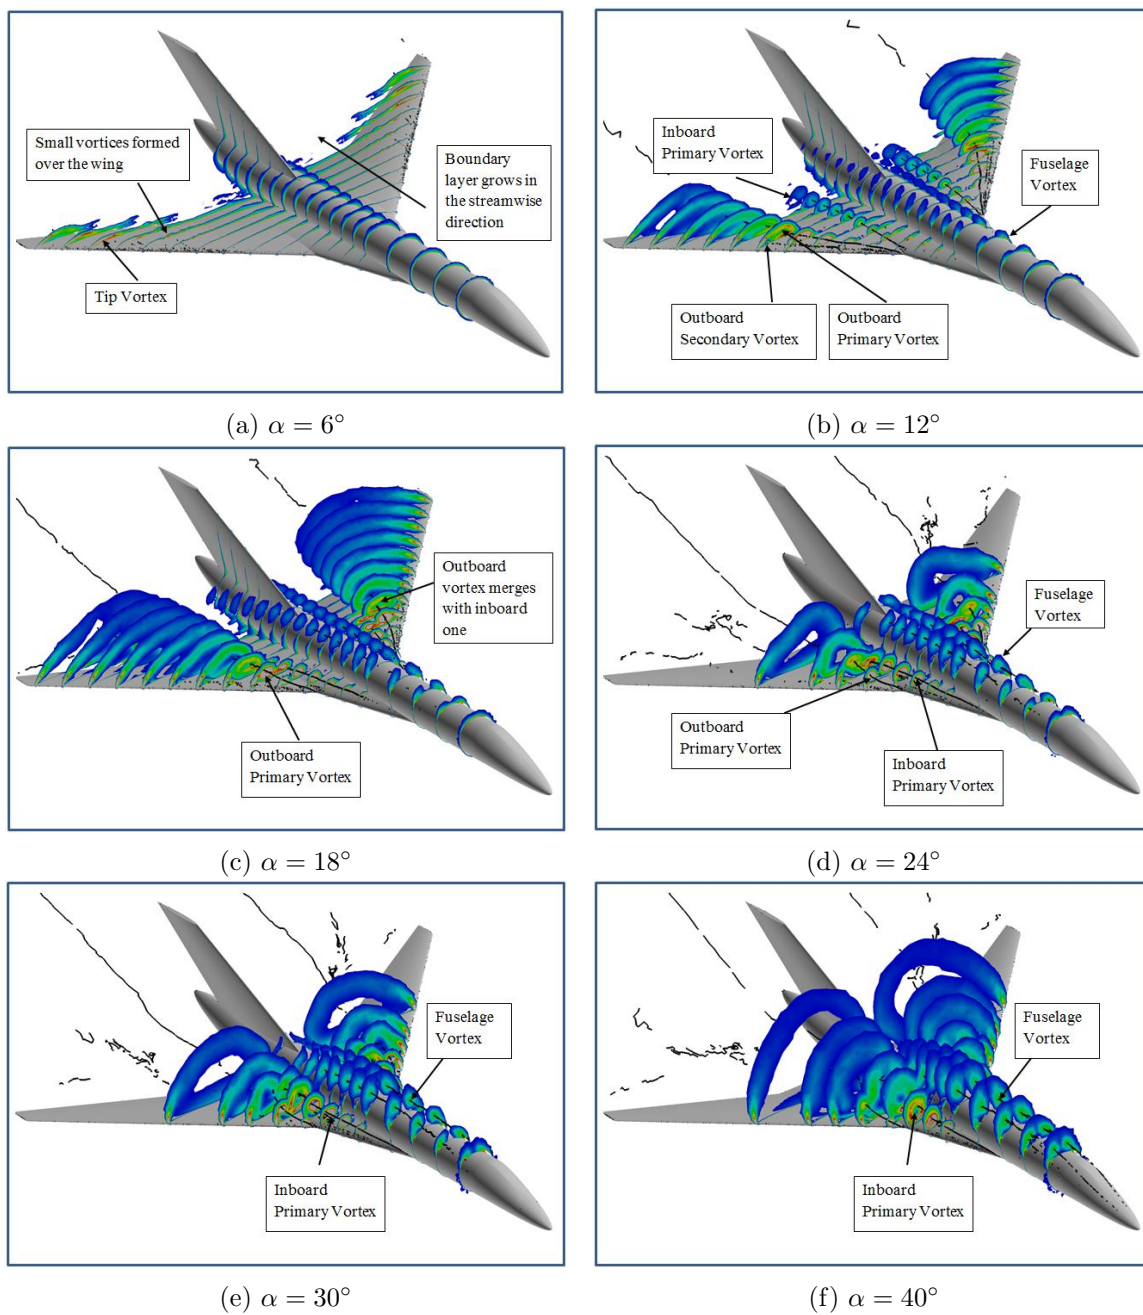 Small vortices formed
over the wing
Boundary
layer grows in
the streamwise
direction
Tip Vortex
(a) α = 6°
Inboard
Primary Vortex
Fuselage
Vortex
Outboard
Secondary Vortex
Outboard
Primary Vortex
(b) α = 12°
Outboard
vortex merges
with inboard
one
Outboard
Primary Vortex
(c) α = 18°
Fuselage
Vortex
Outboard
Primary Vortex
Inboard
Primary Vortex
(d) α = 24°
Fuselage
Vortex
Inboard
Primary Vortex
(e) α = 30°
Fuselage
Vortex
Inboard
Primary Vortex
(f) α = 40°